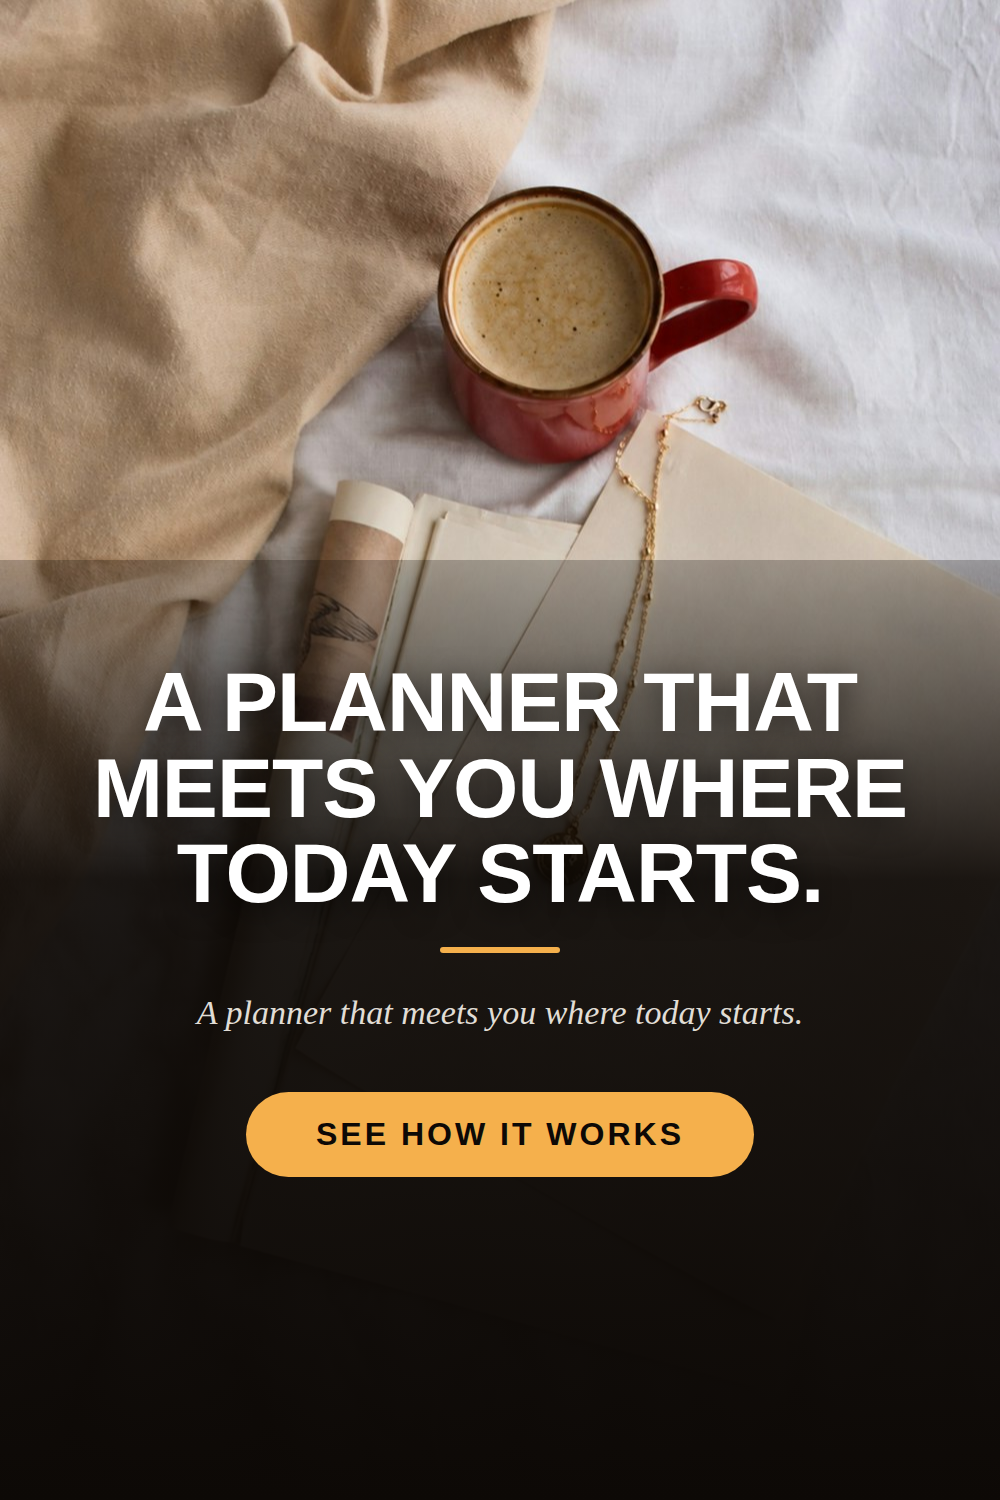 A PLANNER THAT
MEETS YOU WHERE
TODAY STARTS.
A planner that meets you where today starts.
SEE HOW IT WORKS